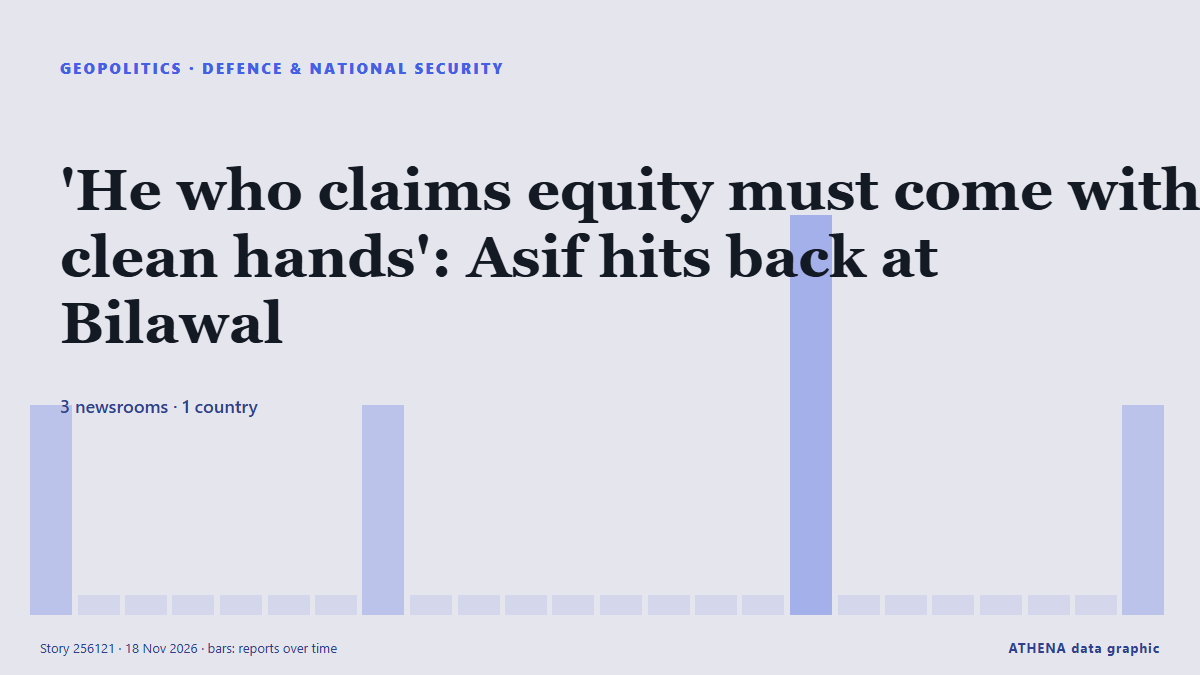 GEOPOLITICS · DEFENCE & NATIONAL SECURITY
'He who claims equity must come with
clean hands': Asif hits back at
Bilawal
3 newsrooms · 1 country
Story 256121 · 18 Nov 2026 · bars: reports over time
ATHENA data graphic